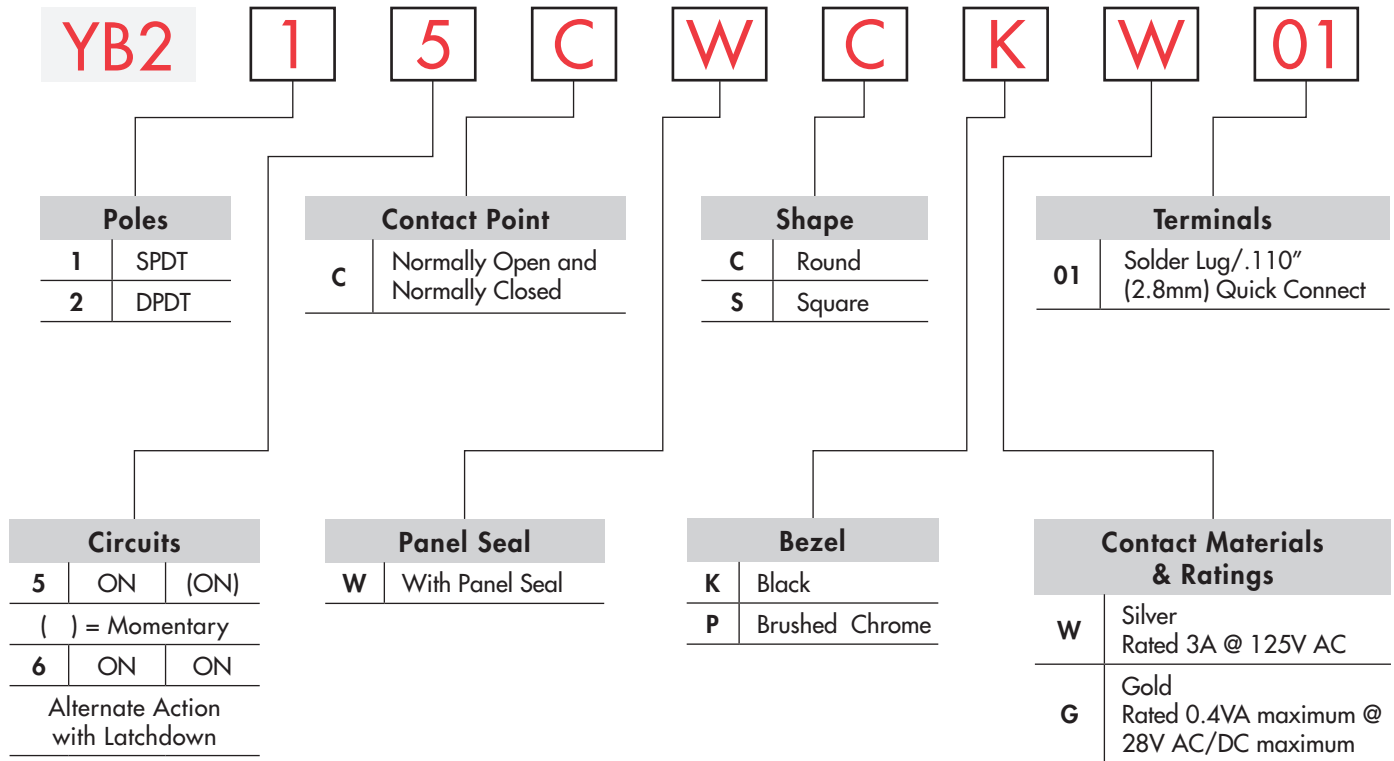 YB2 1 5 C W C K W 01
Poles
1 SPDT
2 DPDT
Contact Point
C Normally Open and
Normally Closed
Shape
C Round
S Square
Terminals
01 Solder Lug/.110”
(2.8mm) Quick Connect
Circuits
5 ON (ON)
( ) = Momentary
6 ON ON
Alternate Action
with Latchdown
Panel Seal
W With Panel Seal
Bezel
K Black
P Brushed Chrome
Contact Materials
& Ratings
W Silver
Rated 3A @ 125V AC
G Gold
Rated 0.4VA maximum @
28V AC/DC maximum